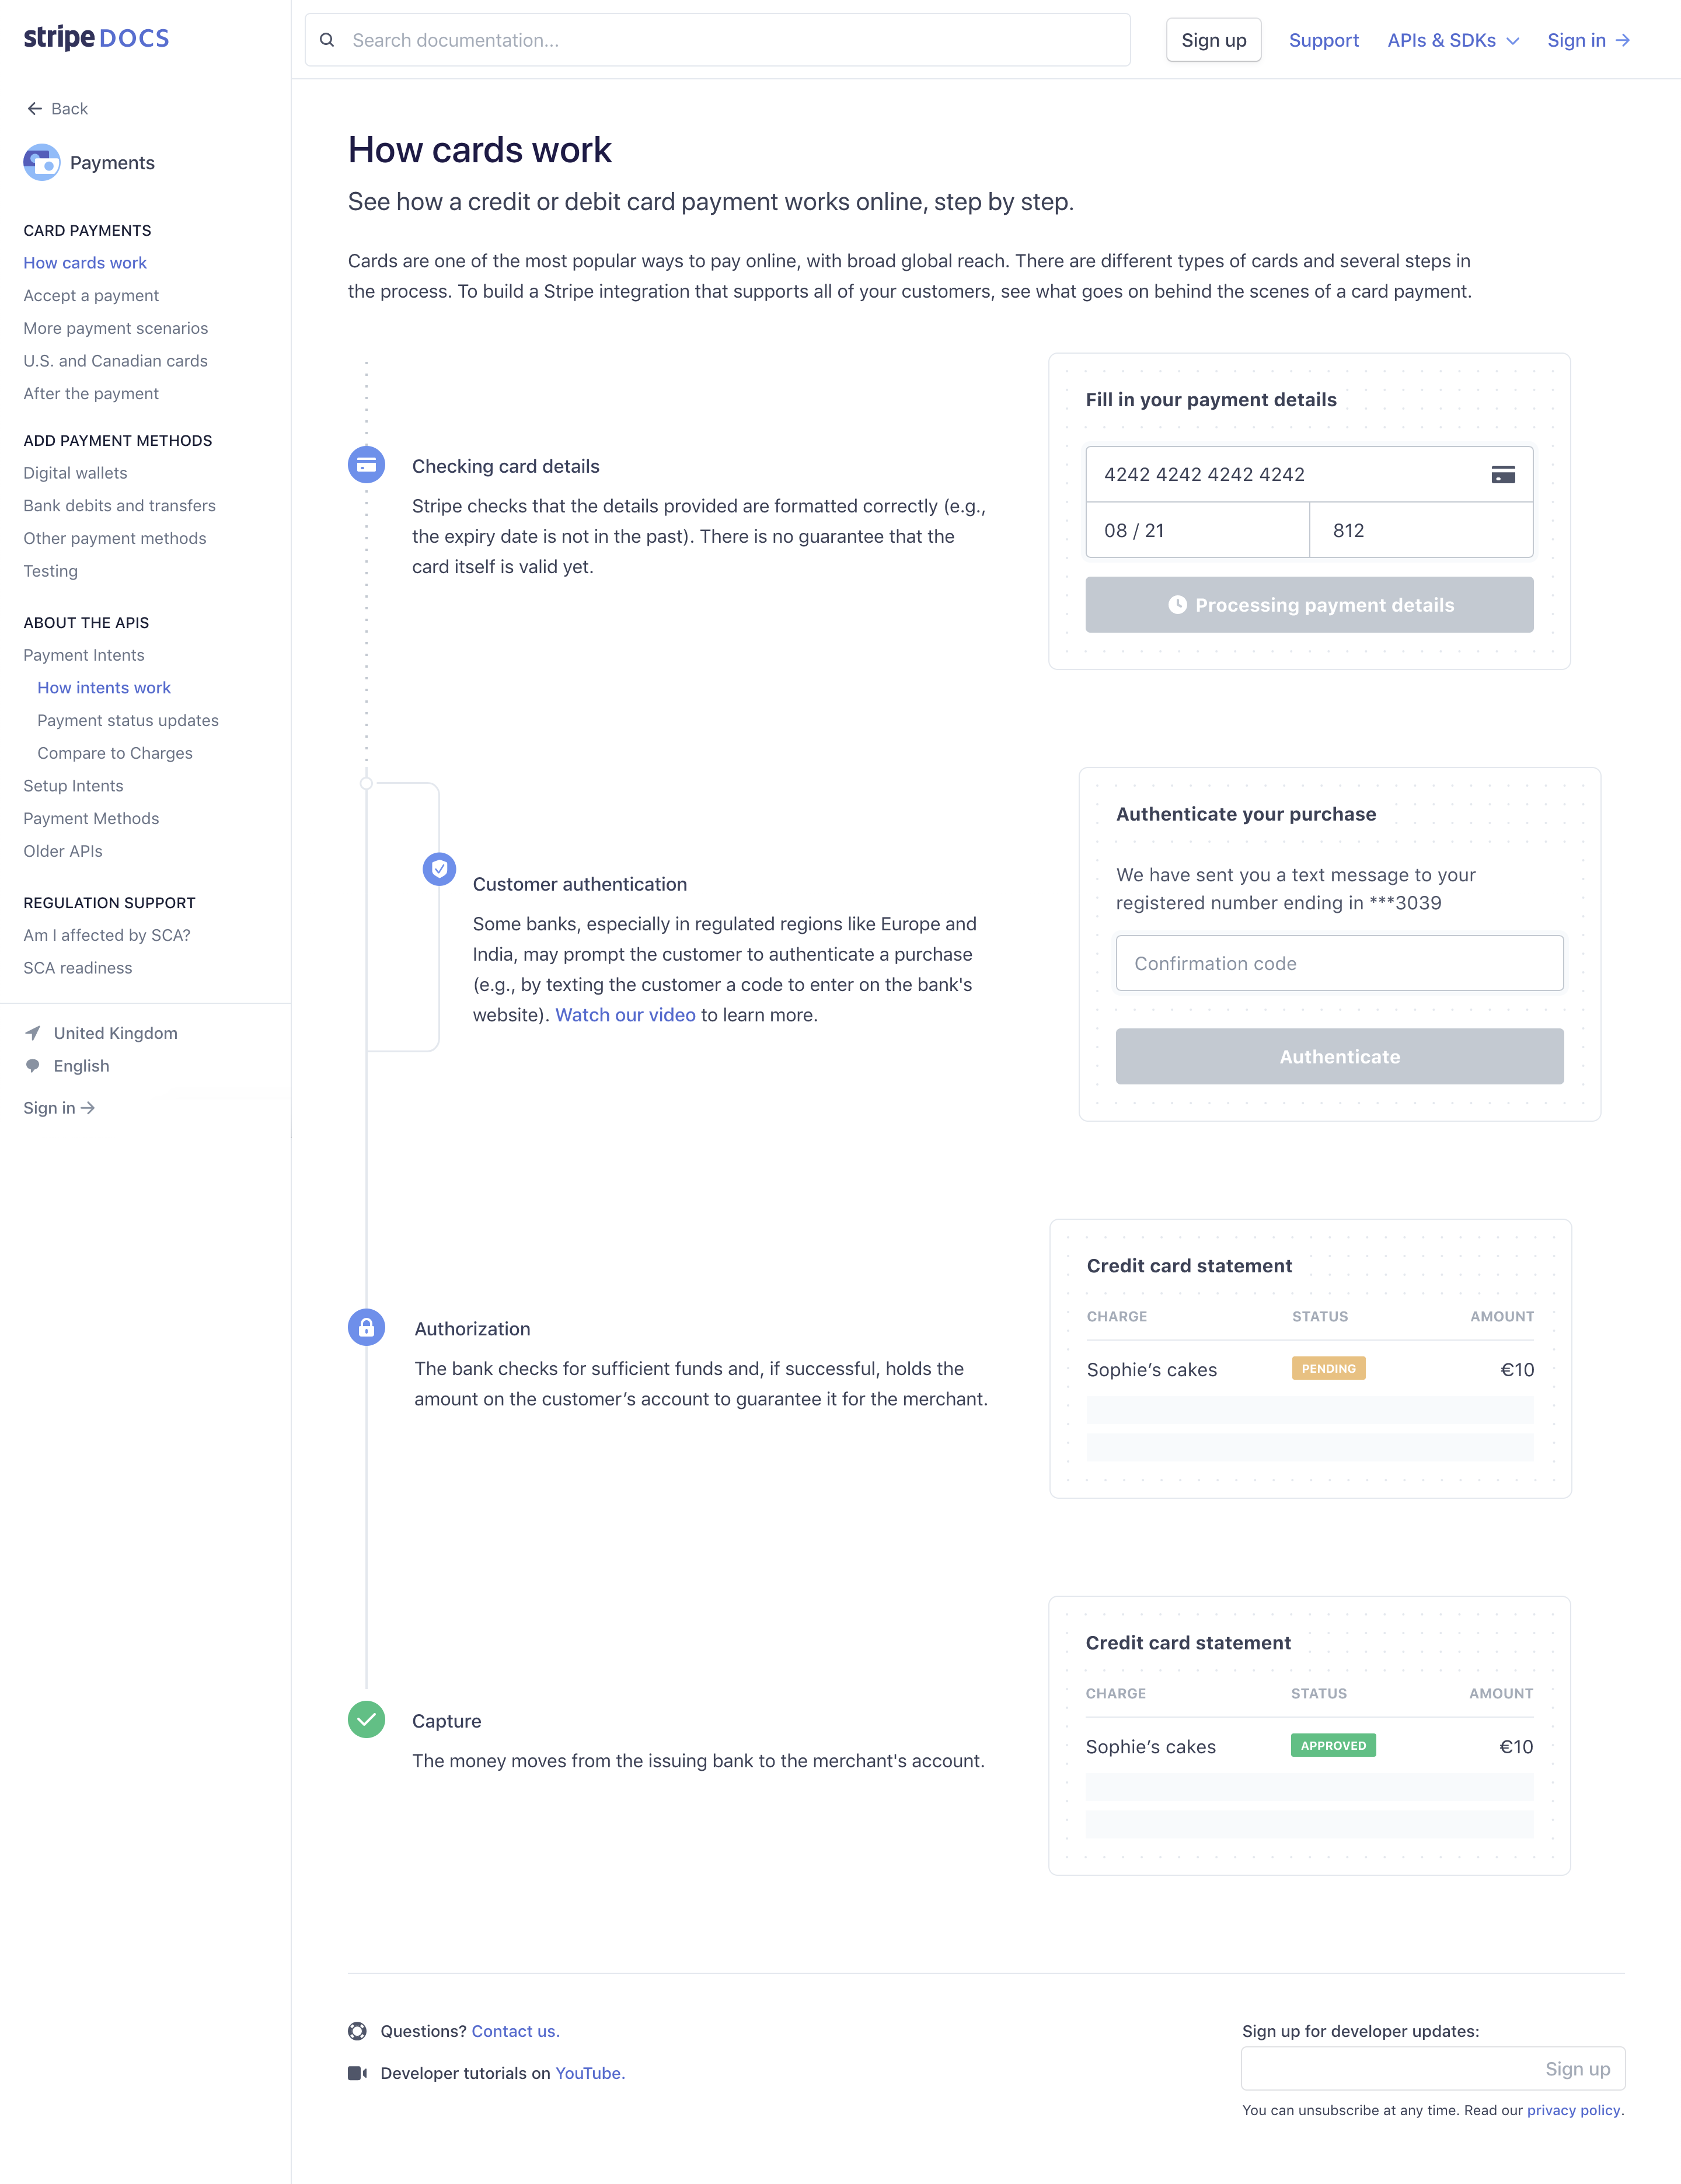 stripe DOCS
Search documentation...
Sign up
Support
APIs & SDKs
Sign in
Back
Payments
CARD PAYMENTS
How cards work
Accept a payment
More payment scenarios
U.S. and Canadian cards
After the payment
ADD PAYMENT METHODS
Digital wallets
Bank debits and transfers
Other payment methods
Testing
ABOUT THE APIS
Payment Intents
How intents work
Payment status updates
Compare to Charges
Setup Intents
Payment Methods
Older APIs
REGULATION SUPPORT
Am I affected by SCA?
SCA readiness
United Kingdom
English
Sign in
How cards work
See how a credit or debit card payment works online, step by step.
Cards are one of the most popular ways to pay online, with broad global reach. There are different types of cards and several steps in
the process. To build a Stripe integration that supports all of your customers, see what goes on behind the scenes of a card payment.
Checking card details
Stripe checks that the details provided are formatted correctly (e.g.,
the expiry date is not in the past). There is no guarantee that the
card itself is valid yet.
Fill in your payment details
4242 4242 4242 4242
08 / 21
812
Processing payment details
Customer authentication
Some banks, especially in regulated regions like Europe and
India, may prompt the customer to authenticate a purchase
(e.g., by texting the customer a code to enter on the bank's
website). Watch our video to learn more.
Authenticate your purchase
We have sent you a text message to your
registered number ending in ***3039
Confirmation code
Authenticate
Authorization
The bank checks for sufficient funds and, if successful, holds the
amount on the customer’s account to guarantee it for the merchant.
Credit card statement
CHARGE STATUS AMOUNT
Sophie’s cakes PENDING €10
Capture
The money moves from the issuing bank to the merchant's account.
Credit card statement
CHARGE STATUS AMOUNT
Sophie’s cakes APPROVED €10
Questions? Contact us.
Developer tutorials on YouTube.
Sign up for developer updates:
Sign up
You can unsubscribe at any time. Read our privacy policy.